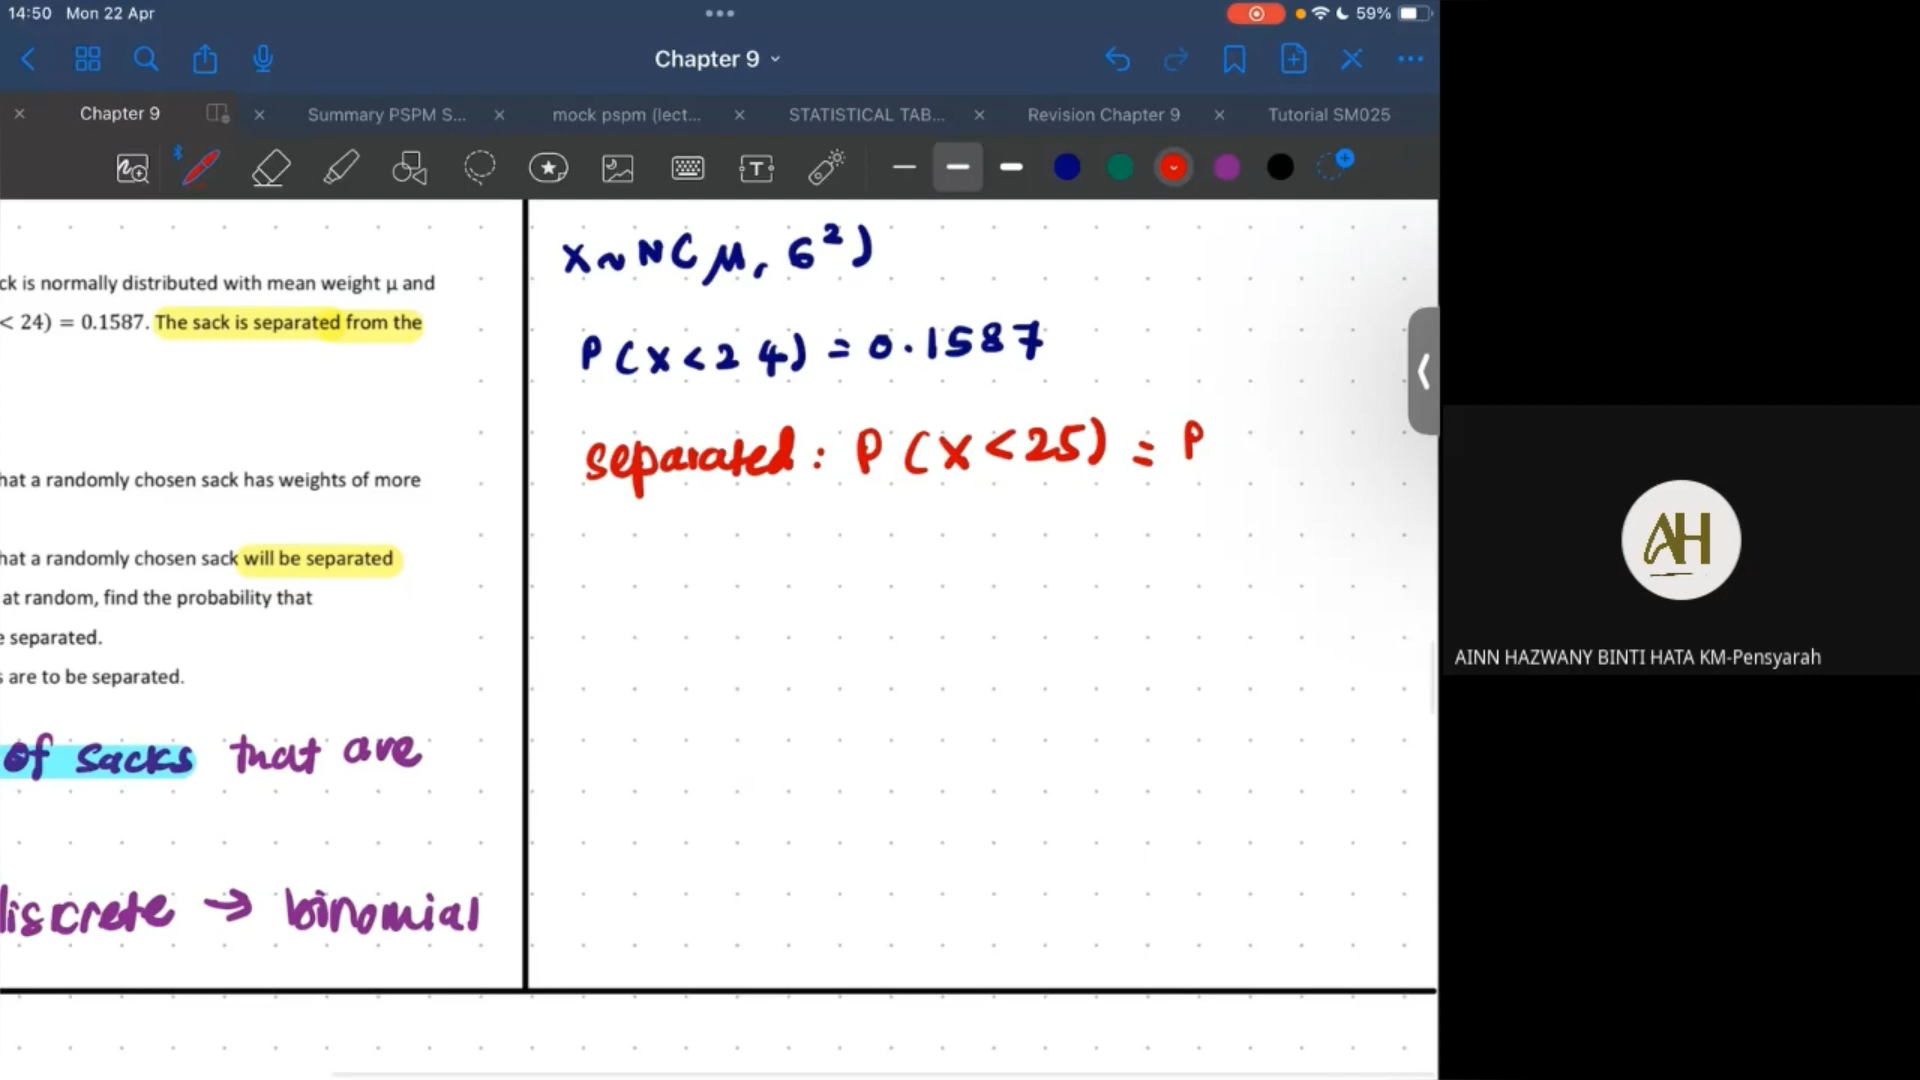 14:50 Mon 22 Apr
59%
Chapter 9
Chapter 9
Summary PSPM S...
mock pspm (lect...
STATISTICAL TAB...
Revision Chapter 9
Tutorial SM025
ck is normally distributed with mean weight μ and
< 24) = 0.1587. The sack is separated from the
hat a randomly chosen sack has weights of more
hat a randomly chosen sack will be separated
at random, find the probability that
e separated.
s are to be separated.
of sacks that are
discrete → binomial
X ~ N ( μ, σ² )
P ( X < 2 4 ) = 0.1587
separated : P ( X < 25 ) = P
AH
AINN HAZWANY BINTI HATA KM-Pensyarah